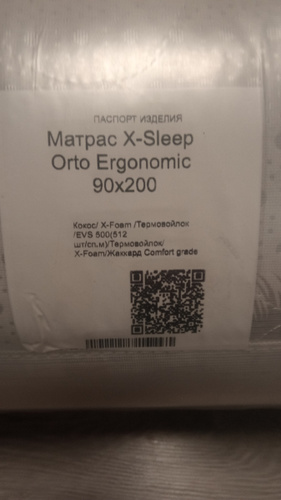 ПАСПОРТ ИЗДЕЛИЯ
Матрас X-Sleep
Orto Ergonomic
90x200
Кокос/ X-Foam /Термовойлок
/EVS 500(512
шт/сп.м)/Термовойлок/
X-Foam/Жаккард Comfort grade